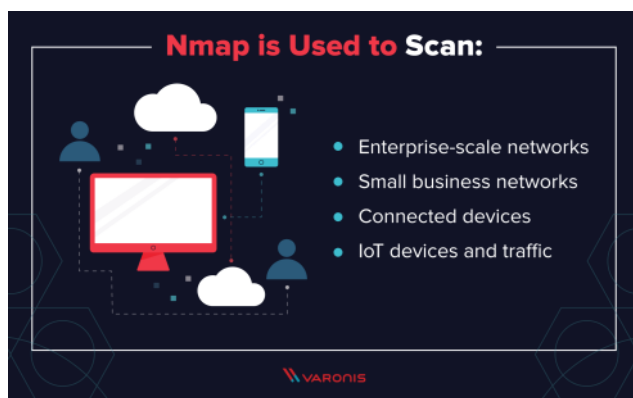 Nmap is Used to Scan:
Enterprise-scale networks
Small business networks
Connected devices
IoT devices and traffic
VARONIS